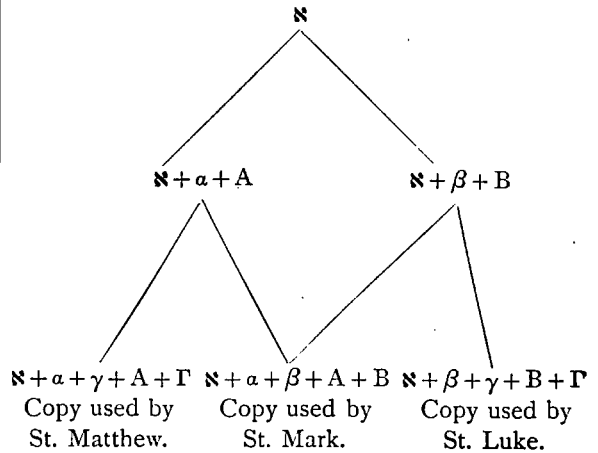 א
א+α+A
א+β+B
א+α+γ+A+Γ א+α+β+A+B א+β+γ+B+Γ
Copy used by Copy used by Copy used by
St. Matthew. St. Mark. St. Luke.